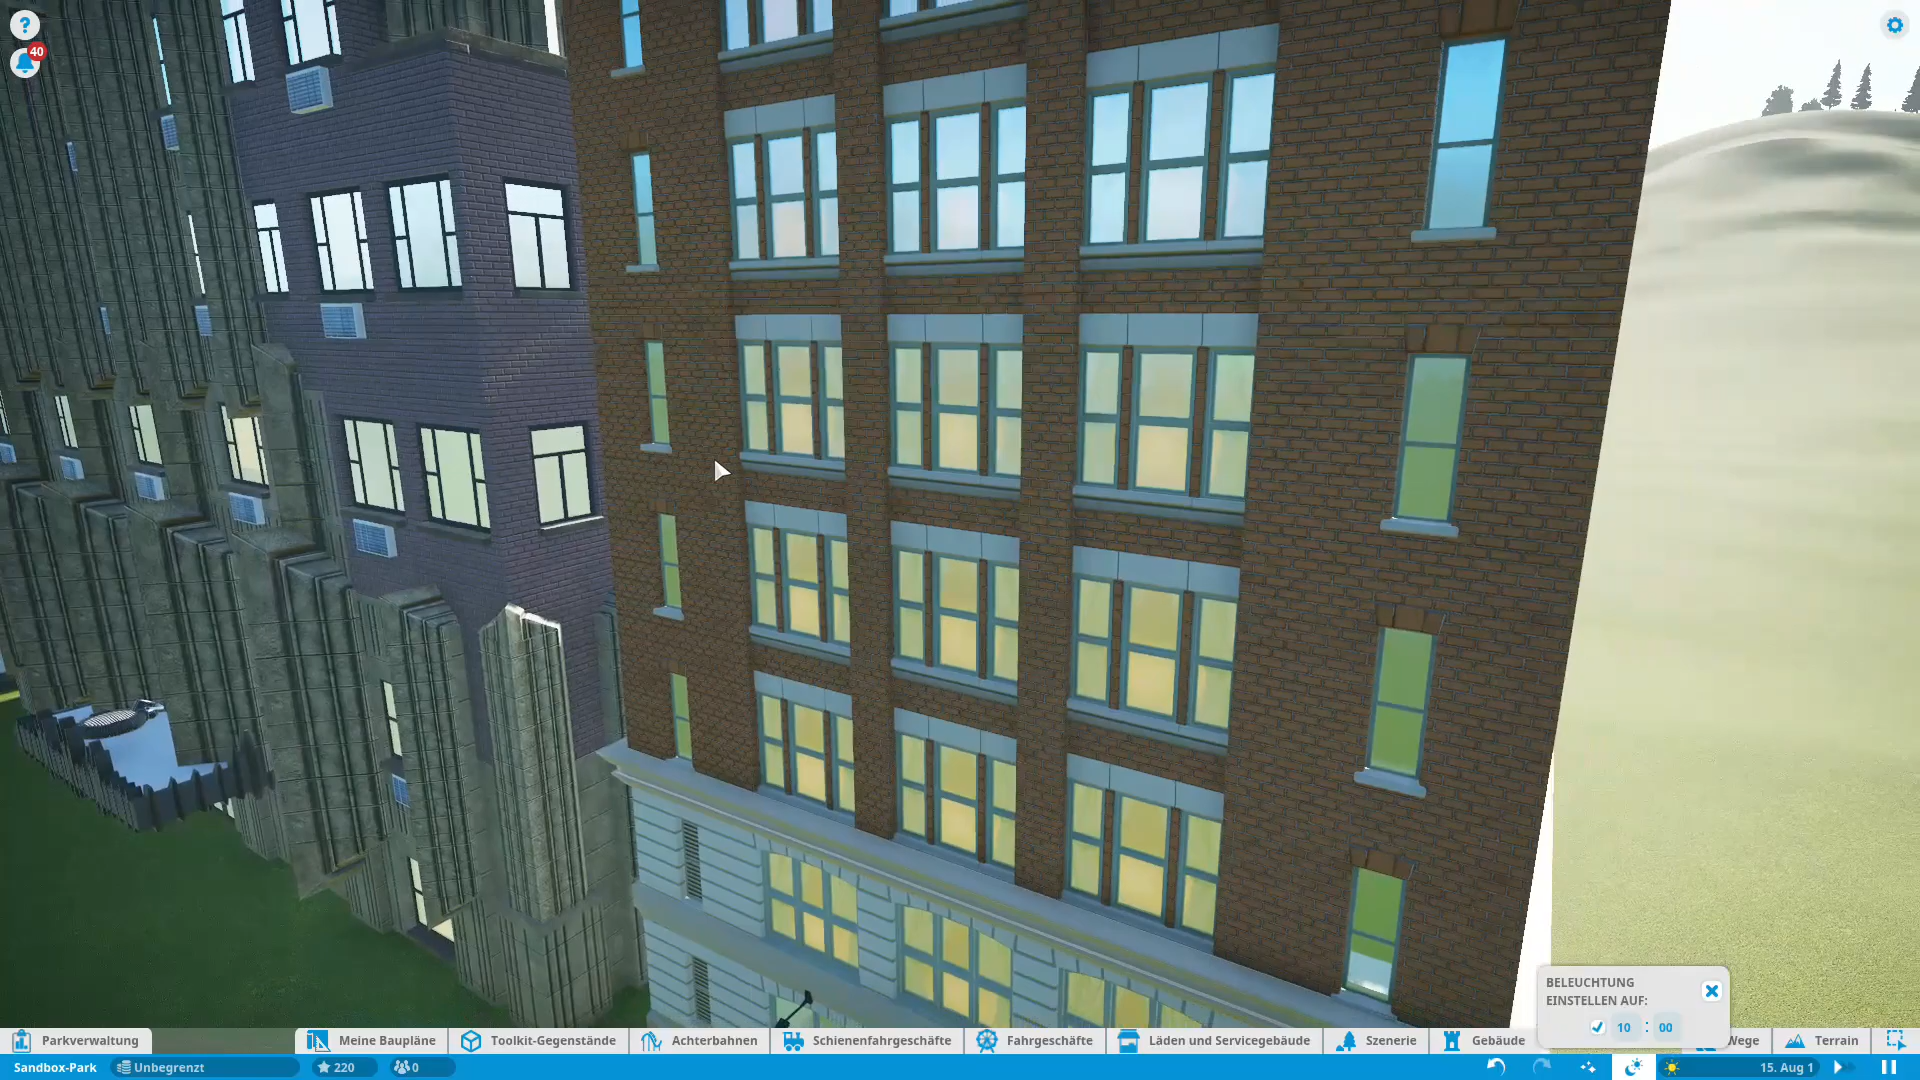 ?
40
BELEUCHTUNG
EINSTELLEN AUF:
10 : 00
Parkverwaltung
Meine Baupläne
Toolkit-Gegenstände
Achterbahnen
Schienenfahrgeschäfte
Fahrgeschäfte
Läden und Servicegebäude
Szenerie
Gebäude
Wege
Terrain
Sandbox-Park
Unbegrenzt
220
0
15. Aug 1